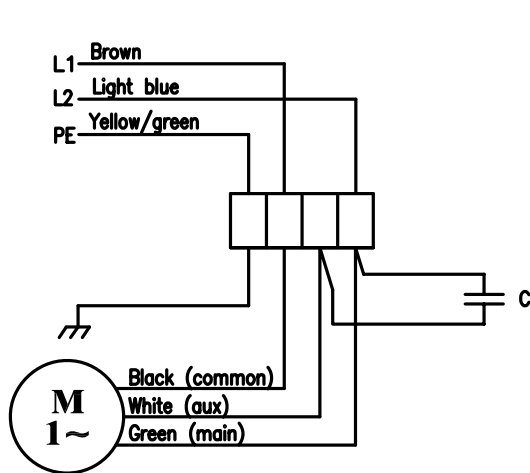 L1 Brown
L2 Light blue
PE Yellow/green
C
Black (common)
M White (aux)
1~ Green (main)